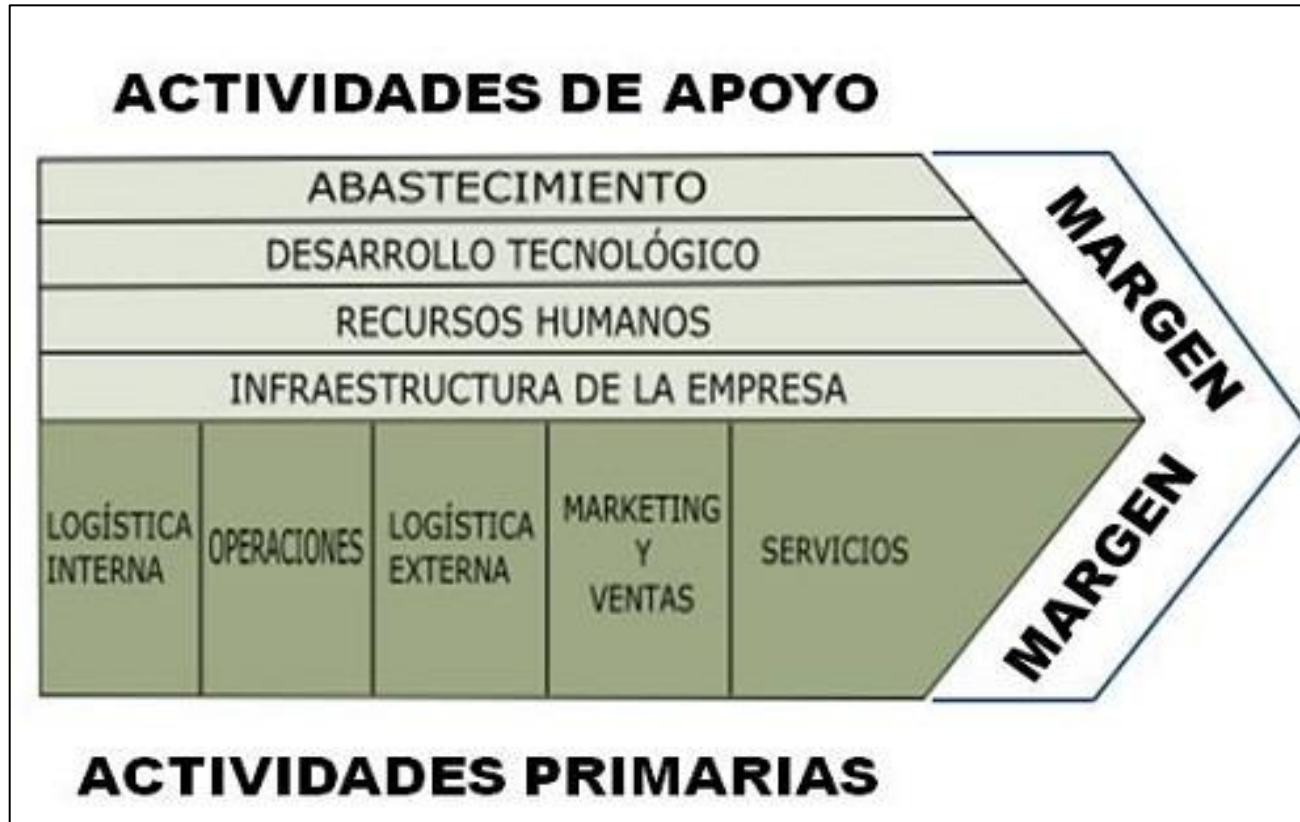 ACTIVIDADES DE APOYO
ABASTECIMIENTO
DESARROLLO TECNOLÓGICO
RECURSOS HUMANOS
INFRAESTRUCTURA DE LA EMPRESA
MARGEN
LOGÍSTICA
INTERNA
OPERACIONES
LOGÍSTICA
EXTERNA
MARKETING
Y
VENTAS
SERVICIOS
MARGEN
ACTIVIDADES PRIMARIAS